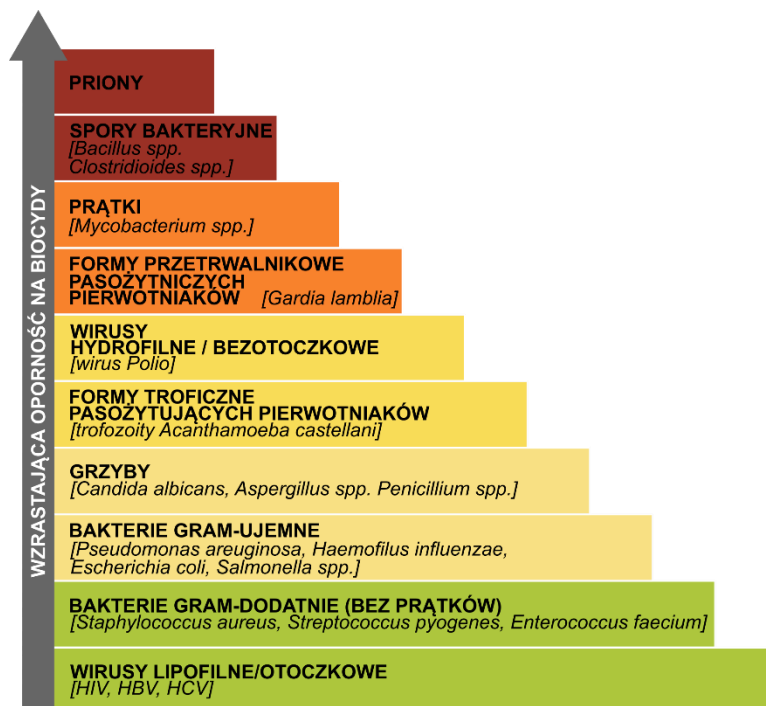 PRIONY
SPORY BAKTERYJNE
[Bacillus spp.
Clostridioides spp.]
PRĄTKI
[Mycobacterium spp.]
FORMY PRZETRWALNIKOWE
PASOŻYTNICZYCH
PIERWOTNIAKÓW [Gardia lamblia]
WIRUSY
HYDROFILNE / BEZOTOCZKOWE
[wirus Polio]
FORMY TROFICZNE
PASOŻYTUJĄCYCH PIERWOTNIAKÓW
[trofozoity Acanthamoeba castellani]
GRZYBY
[Candida albicans, Aspergillus spp. Penicillium spp.]
BAKTERIE GRAM-UJEMNE
[Pseudomonas areuginosa, Haemofilus influenzae,
Escherichia coli, Salmonella spp.]
BAKTERIE GRAM-DODATNIE (BEZ PRĄTKÓW)
[Staphylococcus aureus, Streptococcus pyogenes, Enterococcus faecium]
WIRUSY LIPOFILNE/OTOCZKOWE
[HIV, HBV, HCV]
WZRASTAJĄCA OPORNOŚĆ NA BIOCYDY